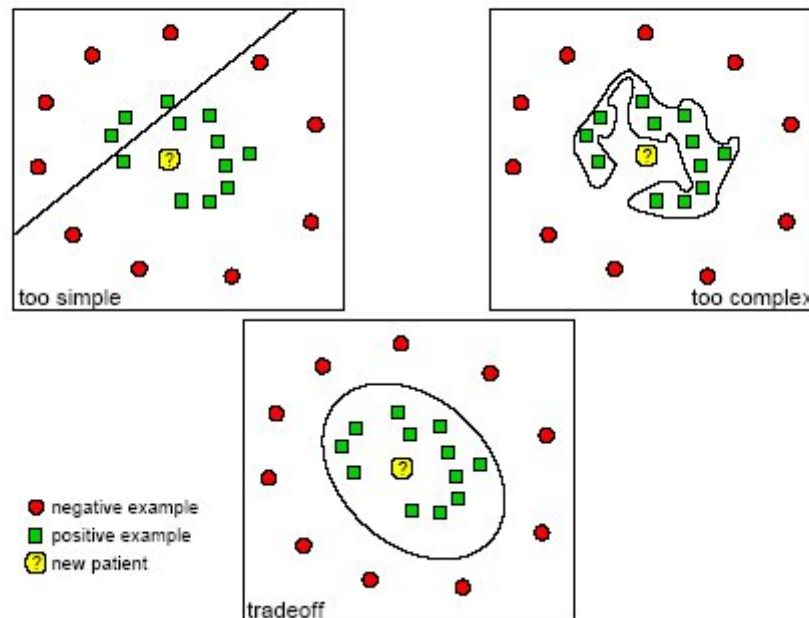 too simple
too complex
?
?
?
negative example
positive example
? new patient
tradeoff